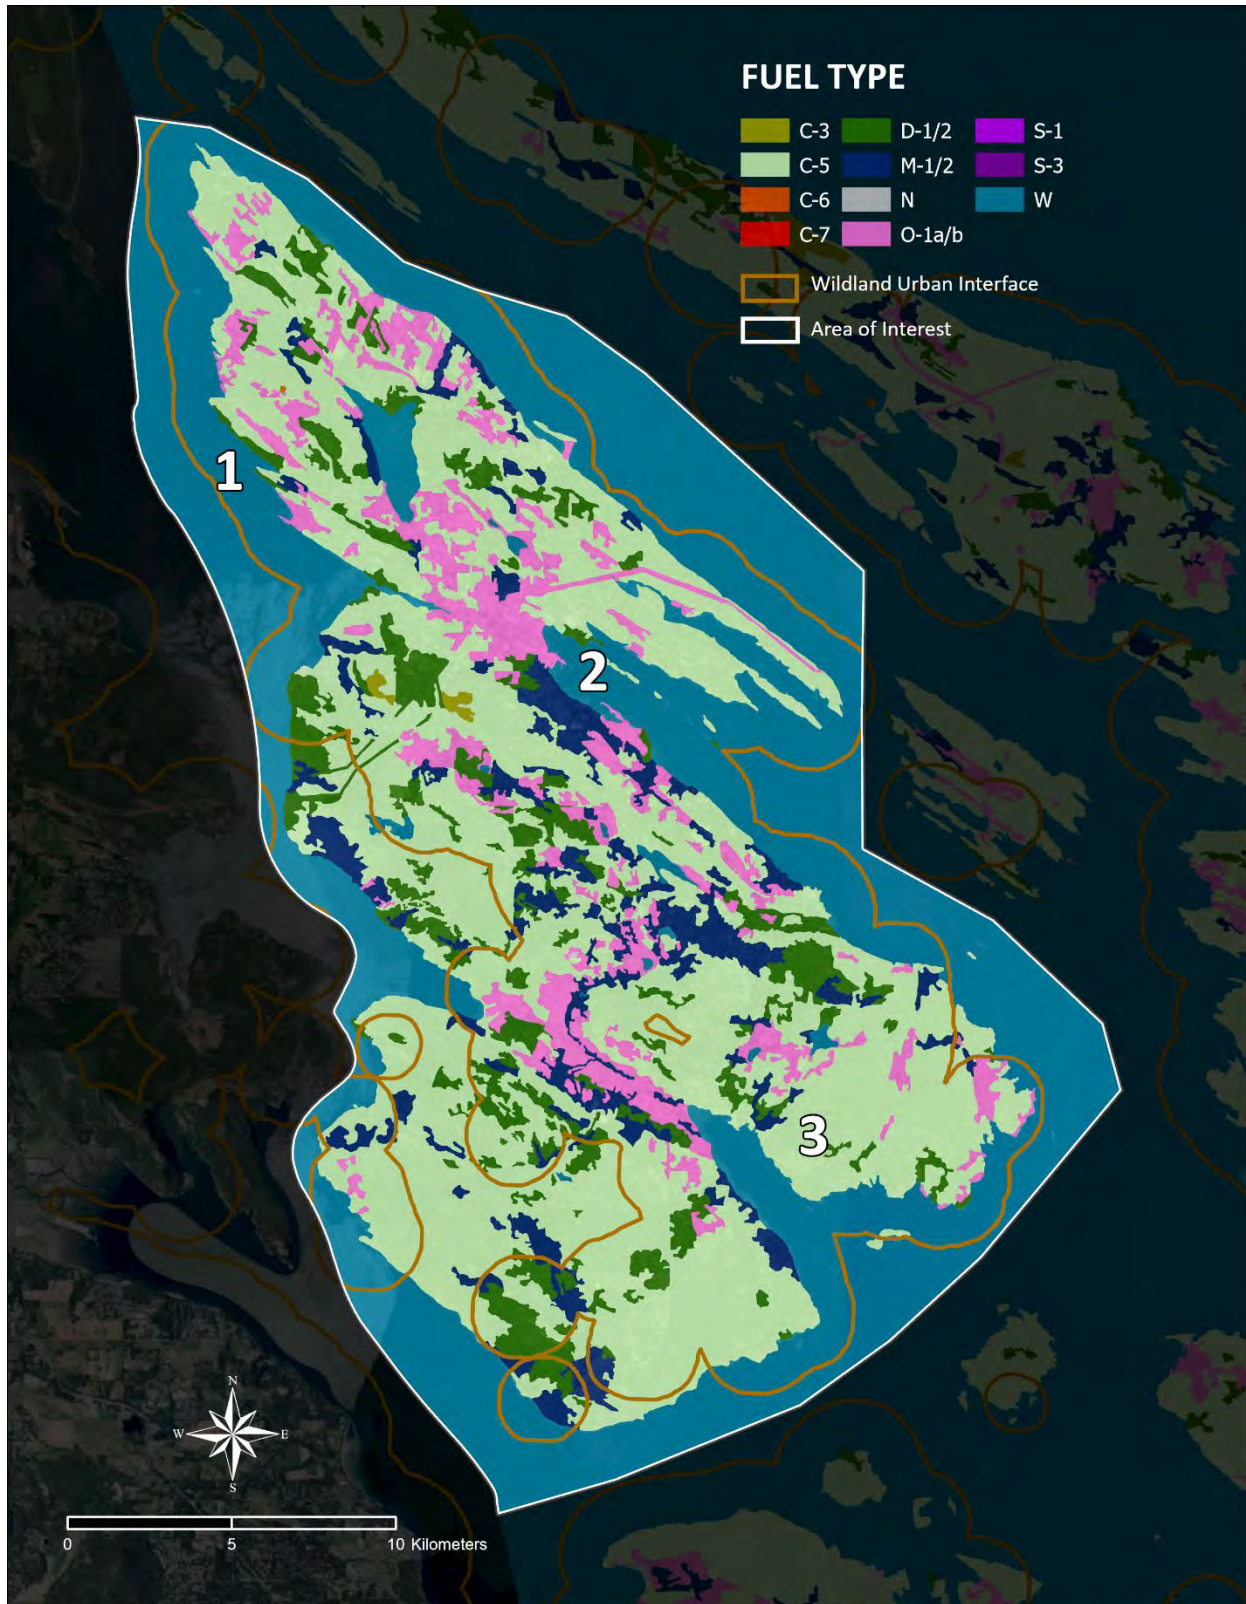 FUEL TYPE
C-3 D-1/2 S-1
C-5 M-1/2 S-3
C-6 N W
C-7 O-1a/b
Wildland Urban Interface
Area of Interest
1
2
3
N
W E
S
0 5 10 Kilometers